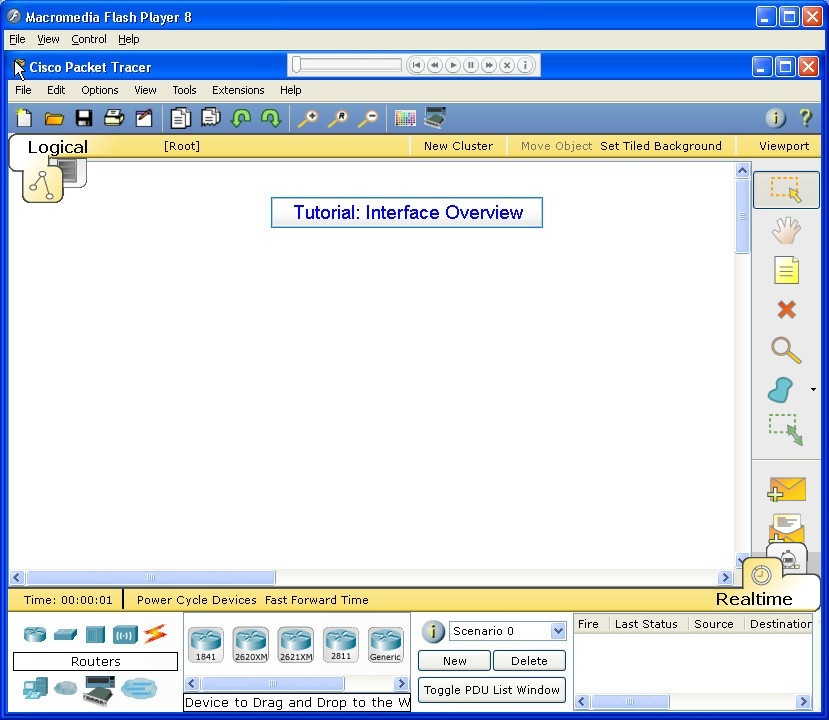 Macromedia Flash Player 8
File View Control Help
Cisco Packet Tracer
File Edit Options View Tools Extensions Help
Logical [Root] New Cluster Move Object Set Tiled Background Viewport
Tutorial: Interface Overview
Time: 00:00:01 Power Cycle Devices Fast Forward Time Realtime
Routers
1841 2620XM 2621XM 2811 Generic
Device to Drag and Drop to the W
Scenario 0
New Delete
Toggle PDU List Window
Fire Last Status Source Destination